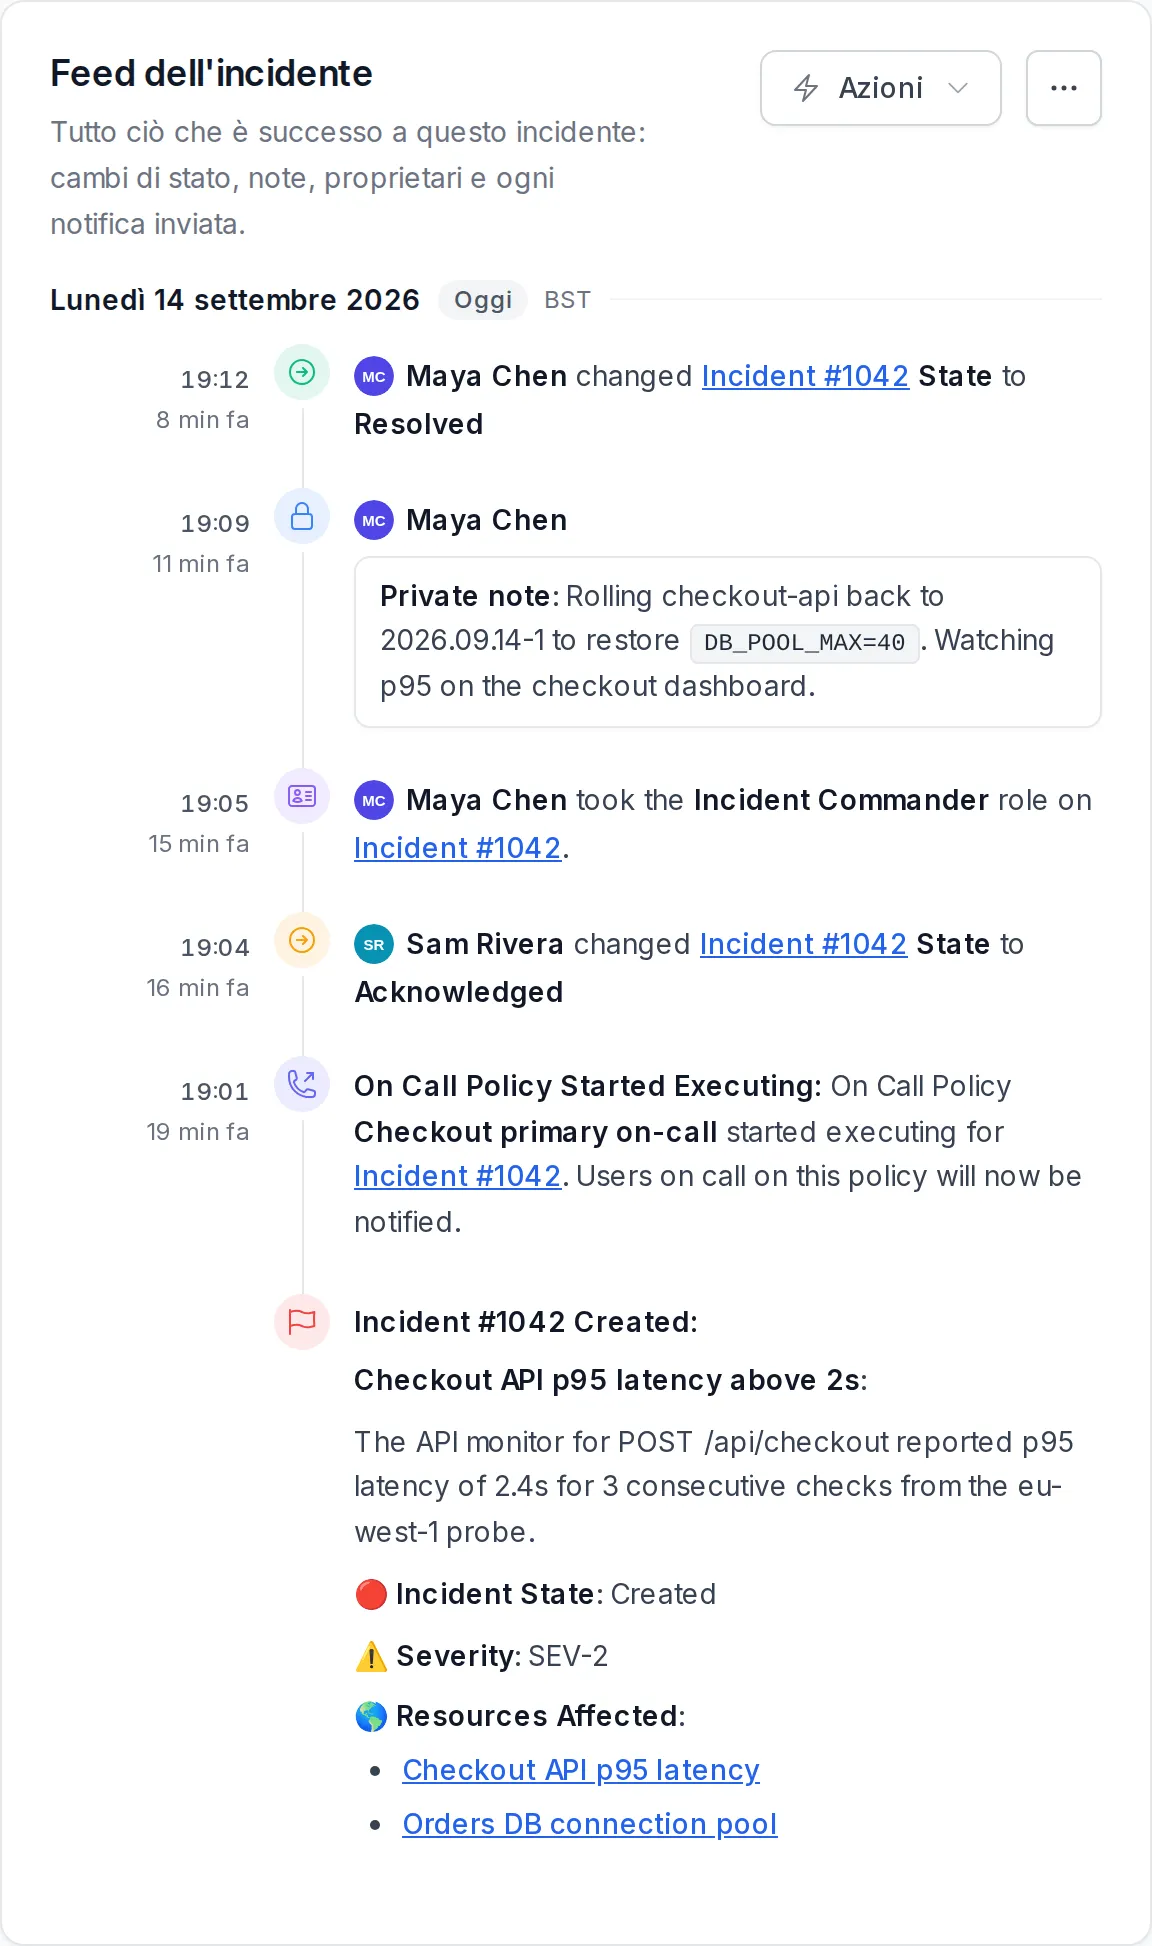 Feed dell'incidente
Azioni
Tutto ciò che è successo a questo incidente:
cambi di stato, note, proprietari e ogni
notifica inviata.
Lunedì 14 settembre 2026 Oggi BST
19:12
8 min fa
MC Maya Chen changed Incident #1042 State to
Resolved
19:09
11 min fa
MC Maya Chen
Private note: Rolling checkout-api back to
2026.09.14-1 to restore DB_POOL_MAX=40. Watching
p95 on the checkout dashboard.
19:05
15 min fa
MC Maya Chen took the Incident Commander role on
Incident #1042.
19:04
16 min fa
SR Sam Rivera changed Incident #1042 State to
Acknowledged
19:01
19 min fa
On Call Policy Started Executing: On Call Policy
Checkout primary on-call started executing for
Incident #1042. Users on call on this policy will now be
notified.
Incident #1042 Created:
Checkout API p95 latency above 2s:
The API monitor for POST /api/checkout reported p95
latency of 2.4s for 3 consecutive checks from the eu-
west-1 probe.
🔴 Incident State: Created
⚠️ Severity: SEV-2
🌎 Resources Affected:
• Checkout API p95 latency
• Orders DB connection pool